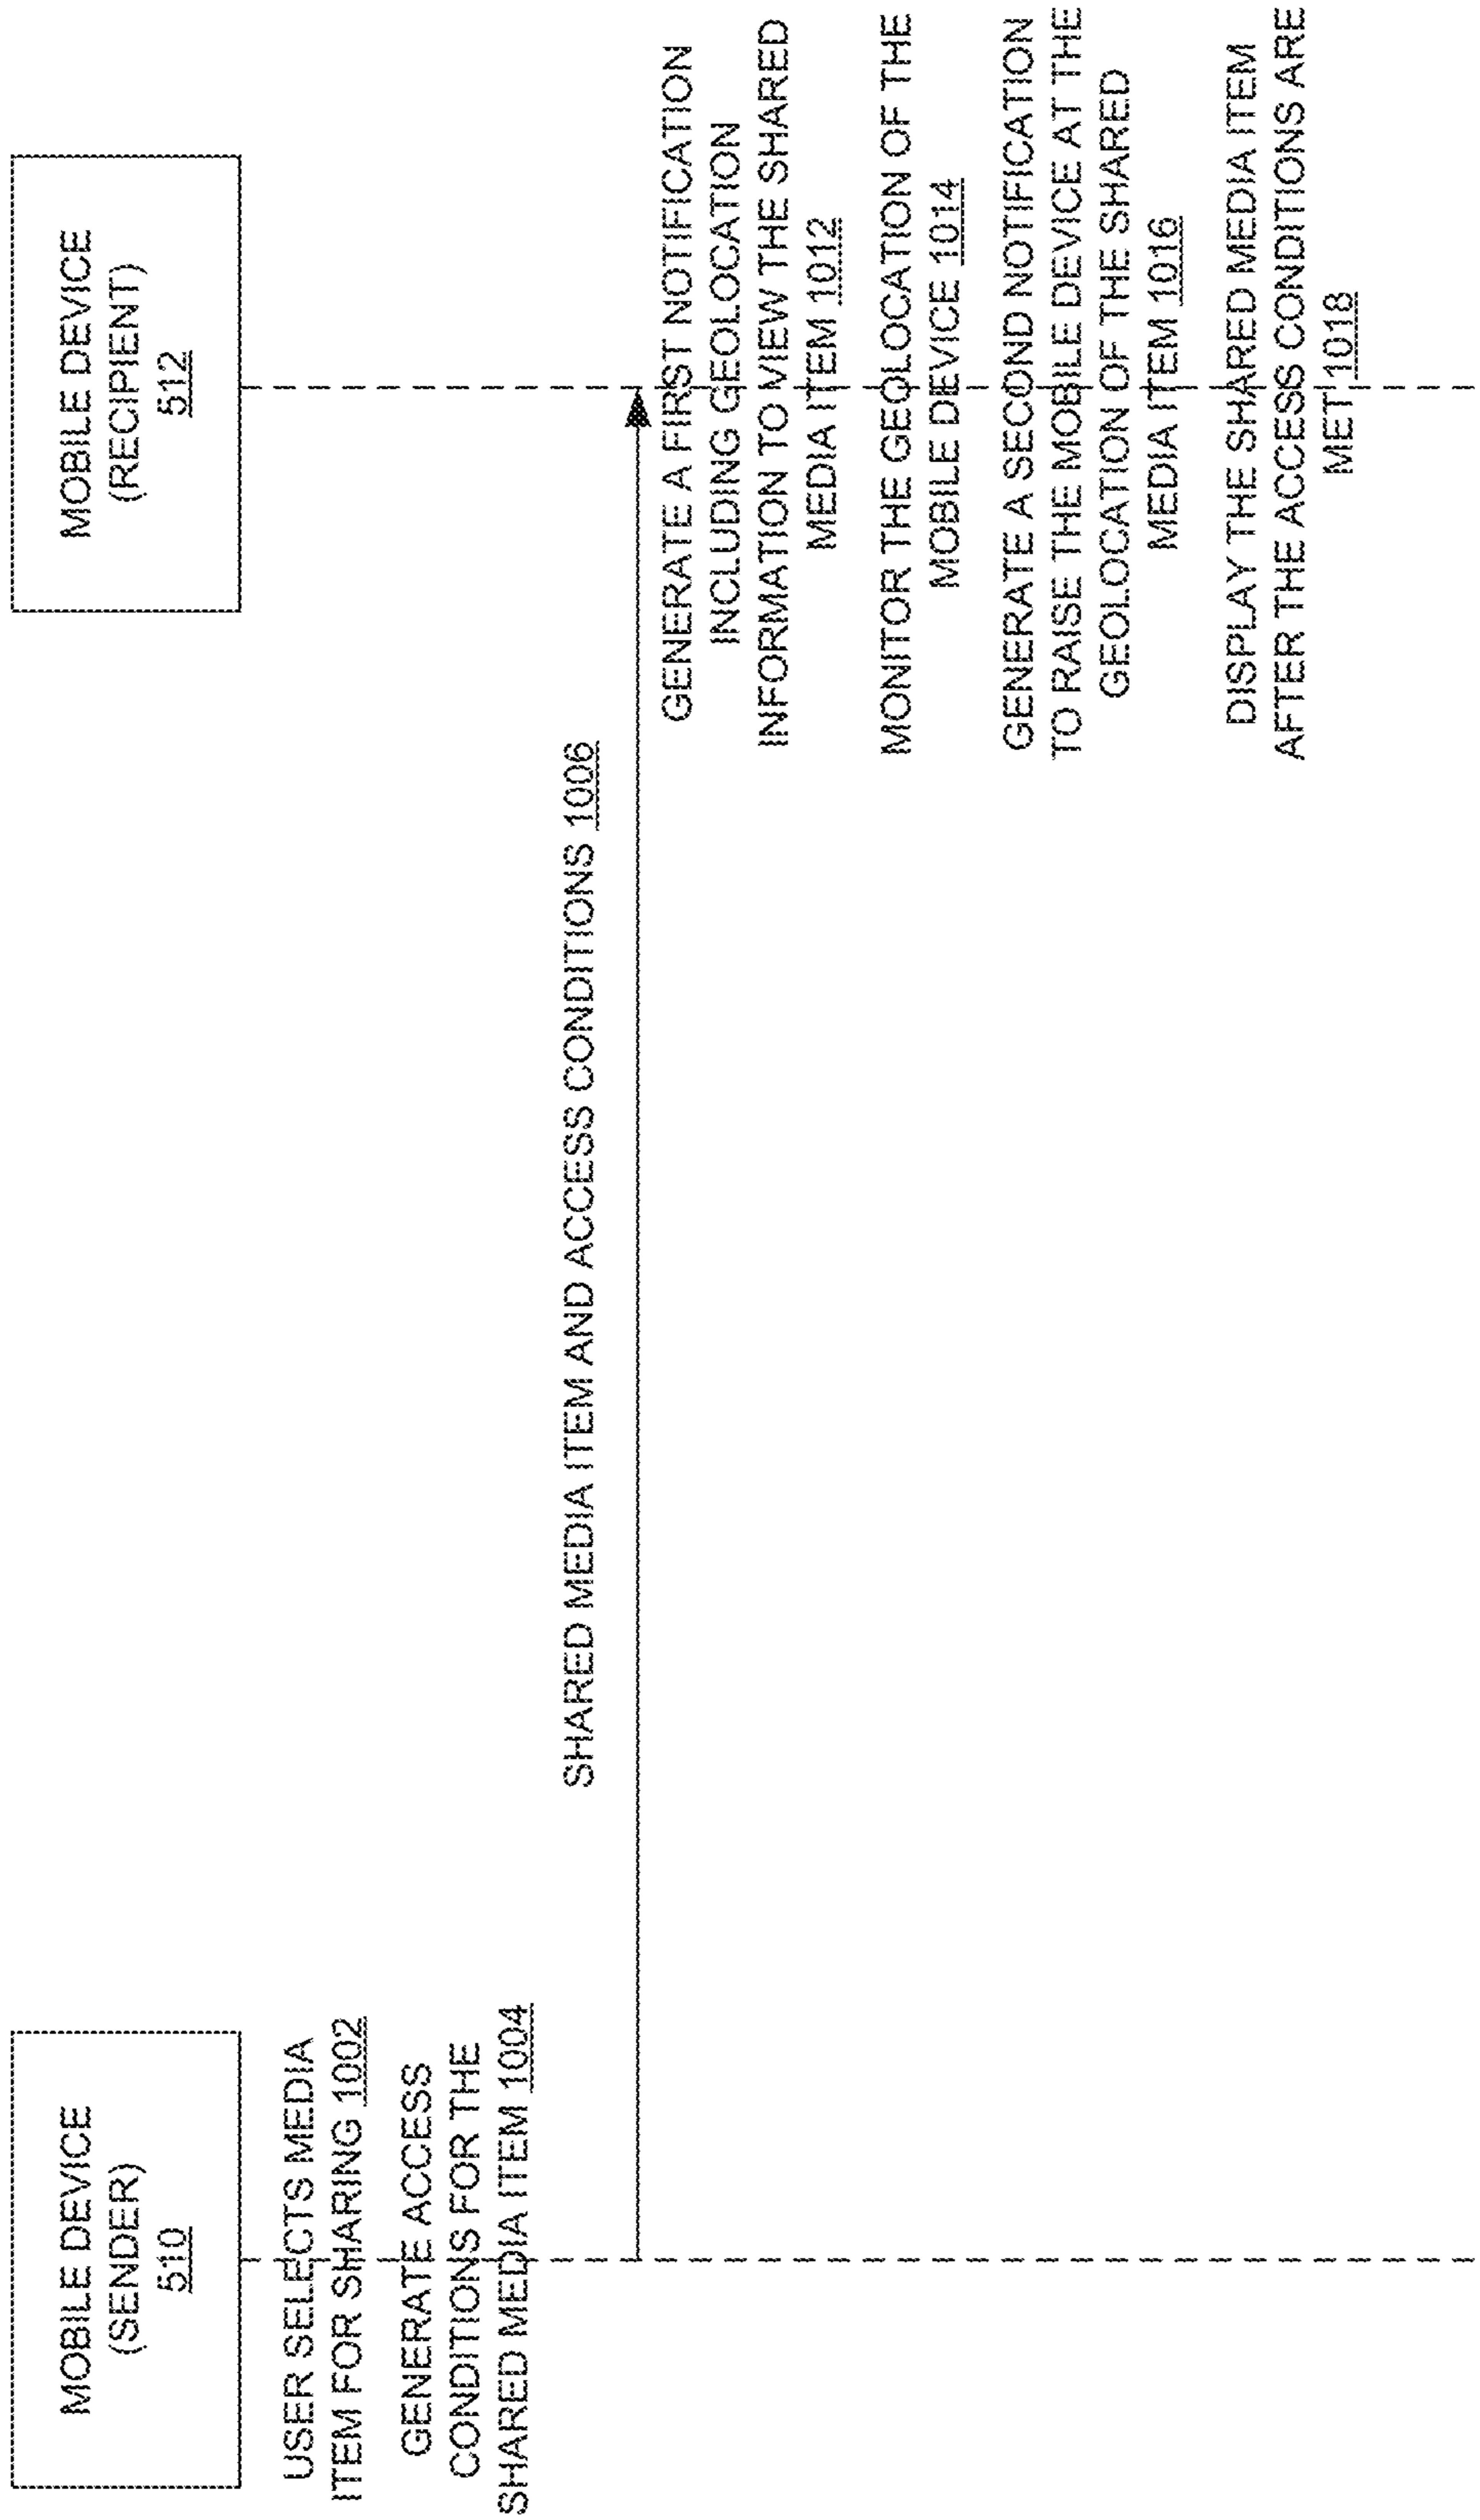 MOBILE DEVICE
(SENDER)
510
MOBILE DEVICE
(RECIPIENT)
512
USER SELECTS MEDIA
ITEM FOR SHARING 1002
GENERATE ACCESS
CONDITIONS FOR THE
SHARED MEDIA ITEM 1004
SHARED MEDIA ITEM AND ACCESS CONDITIONS 1006
GENERATE A FIRST NOTIFICATION
INCLUDING GEOLOCATION
INFORMATION TO VIEW THE SHARED
MEDIA ITEM 1012
MONITOR THE GEOLOCATION OF THE
MOBILE DEVICE 1014
GENERATE A SECOND NOTIFICATION
TO RAISE THE MOBILE DEVICE AT THE
GEOLOCATION OF THE SHARED
MEDIA ITEM 1016
DISPLAY THE SHARED MEDIA ITEM
AFTER THE ACCESS CONDITIONS ARE
MET 1018